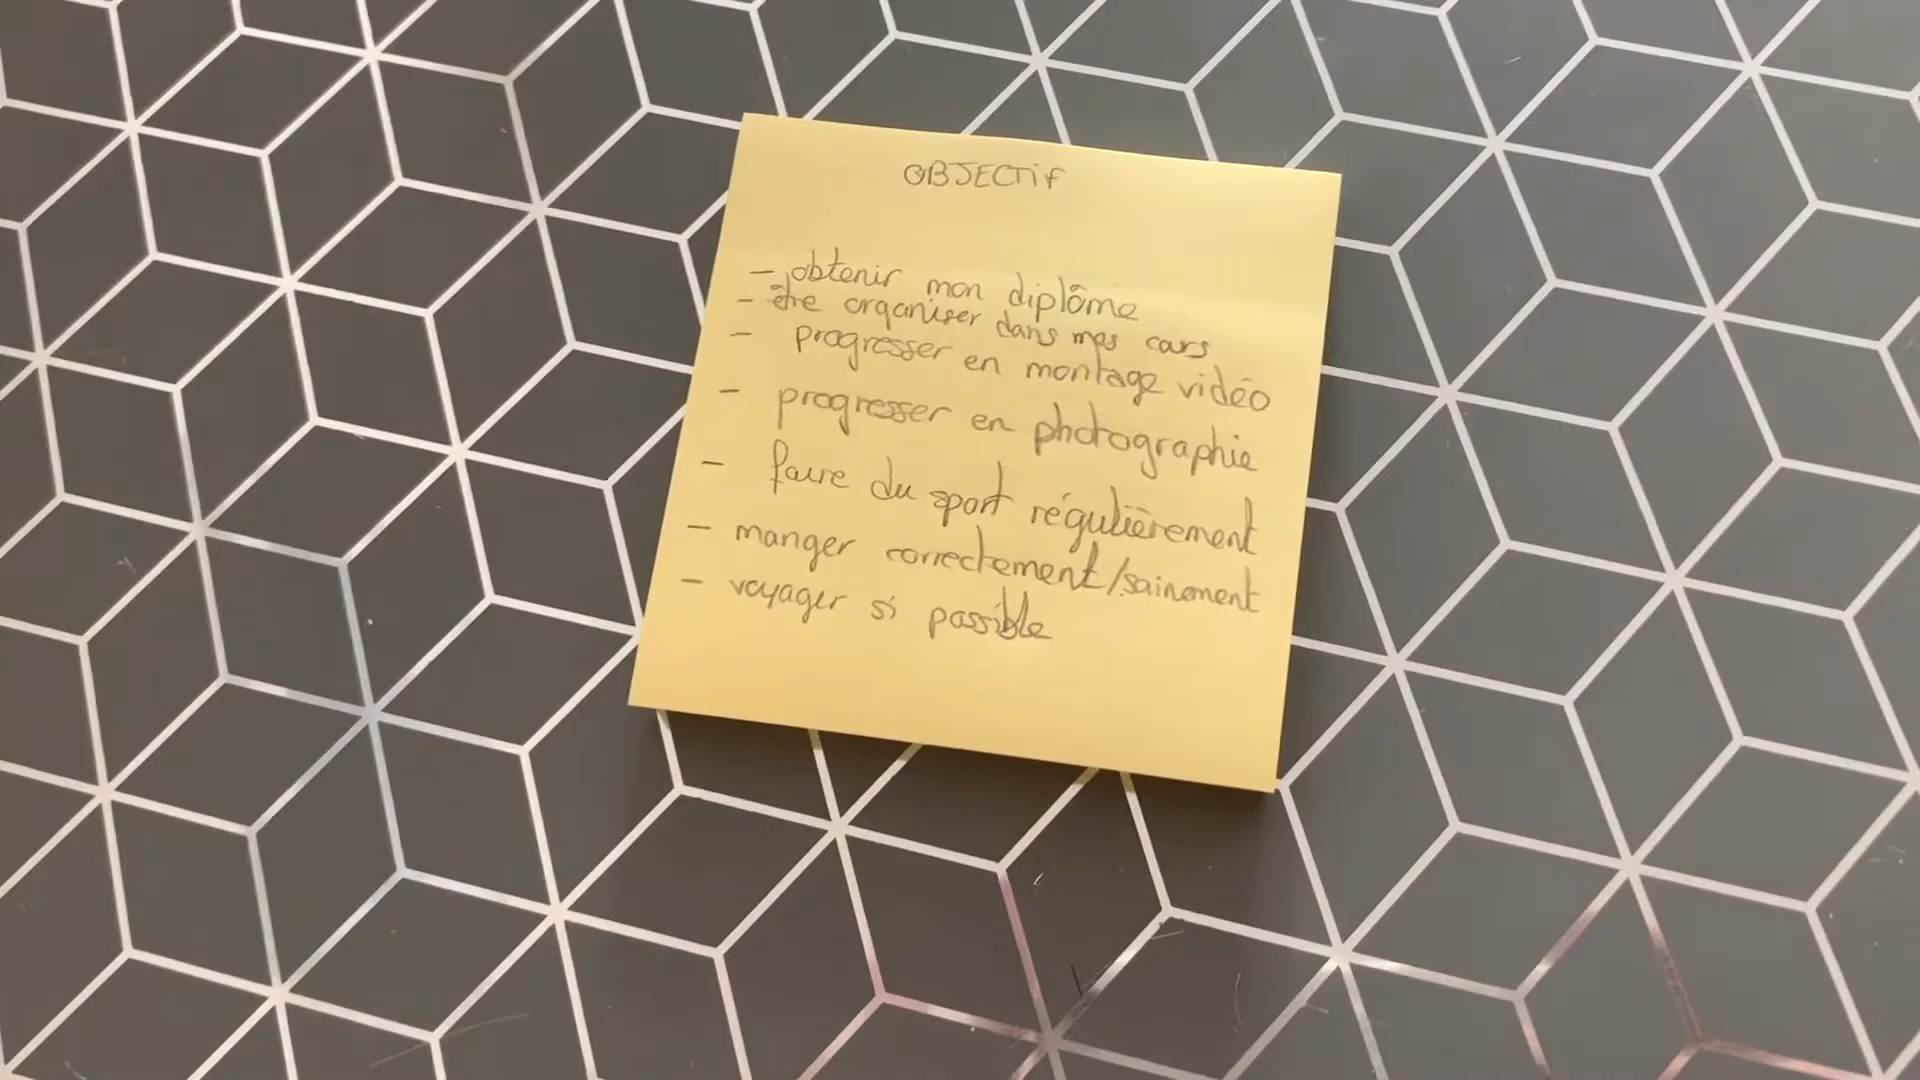 OBJECTif
- obtenir mon diplôme
- être organiser dans mes cours
- progresser en montage vidéo
- progresser en photographie
- faire du sport régulièrement
- manger correctement/sainement
- voyager si possible